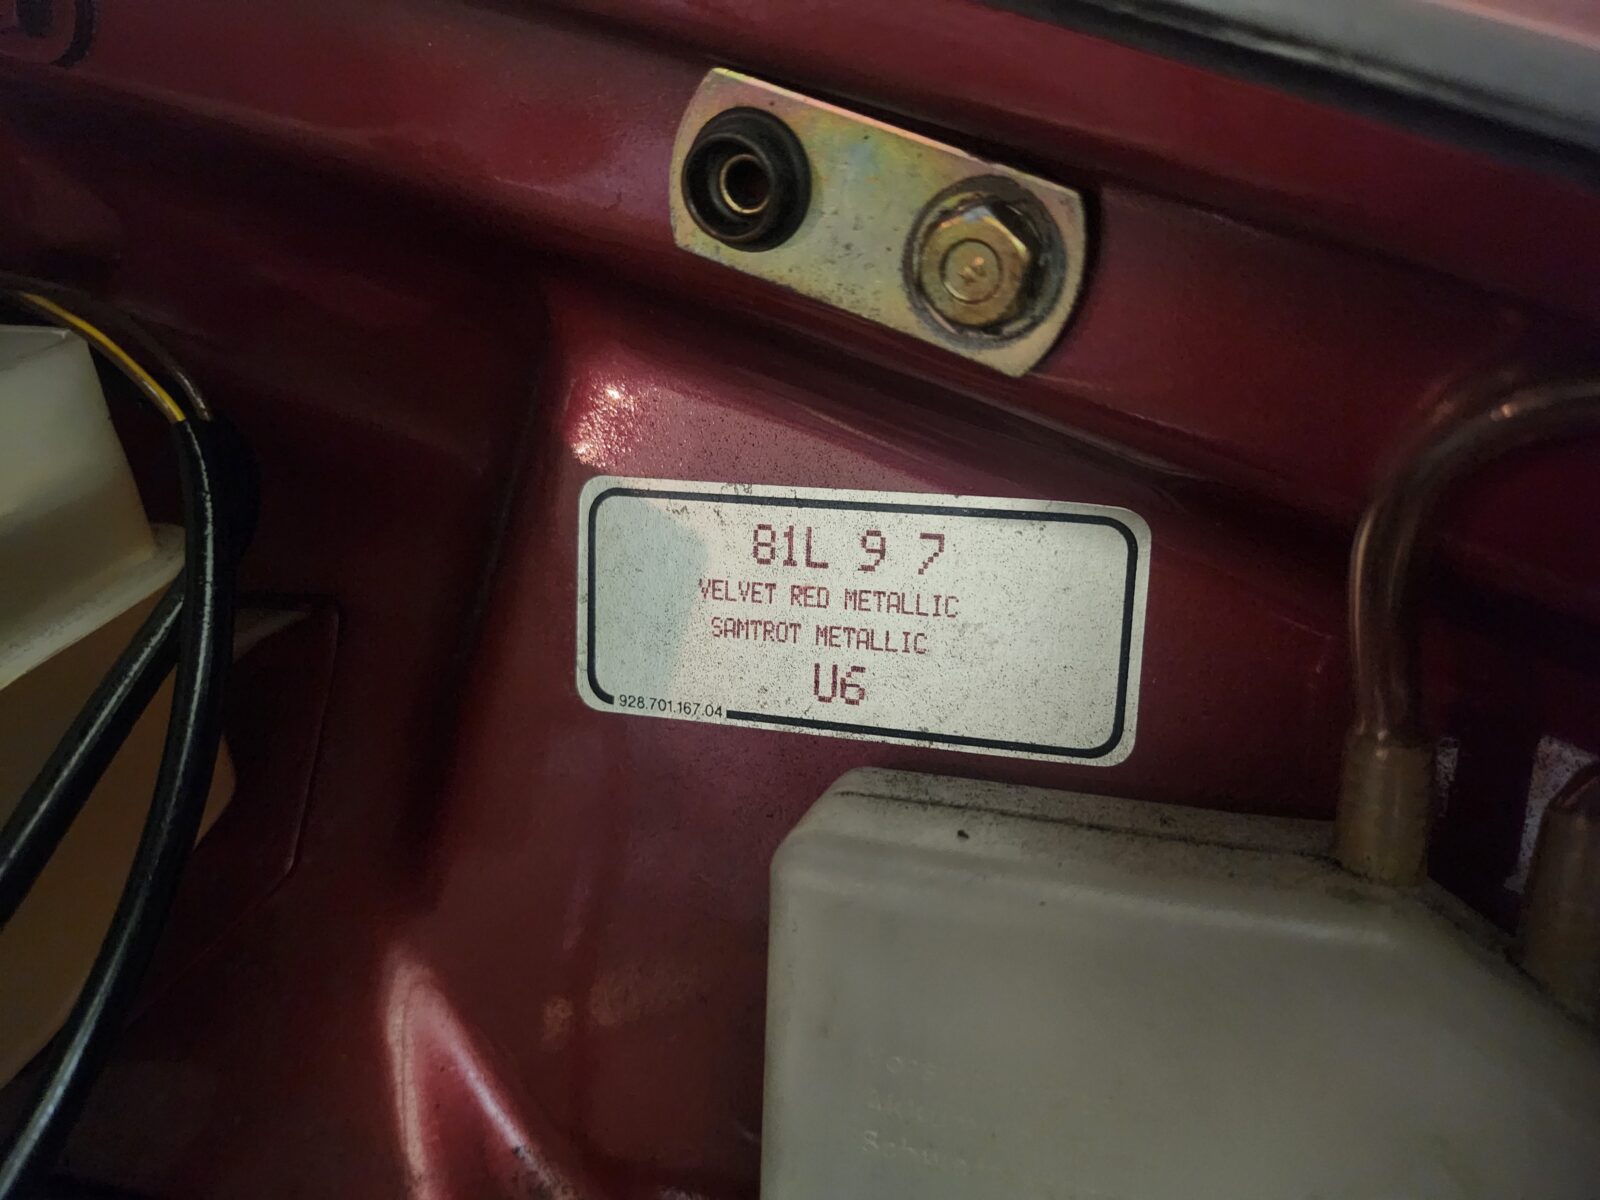 81L 9 7
VELVET RED METALLIC
SAMTROT METALLIC
U6
928.701.167.04